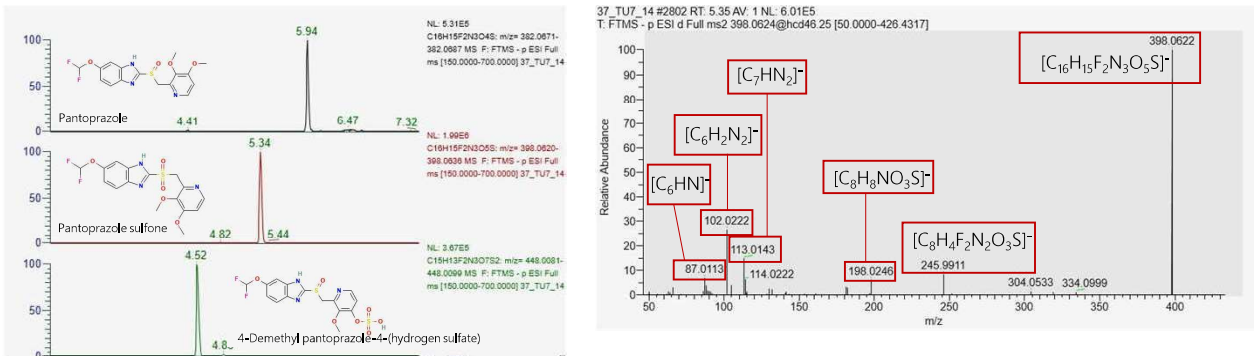 NL: 5.31E5
C16H15F2N3O4S: m/z= 382.0671-
382.0687 MS F: FTMS - p ESI Full
ms [150.0000-700.0000] 37_TU7_14
100
50
0
5.94
4.41
6.47
7.32
Pantoprazole
NL: 1.99E6
C16H15F2N3O5S: m/z= 398.0620-
398.0636 MS F: FTMS - p ESI Full
ms [150.0000-700.0000] 37_TU7_14
100
50
0
5.34
4.82
5.44
Pantoprazole sulfone
NL: 3.67E5
C15H13F2N3O7S2: m/z= 448.0081-
448.0099 MS F: FTMS - p ESI Full
ms [150.0000-700.0000] 37_TU7_14
100
50
0
4.52
4-Demethyl pantoprazole-4-(hydrogen sulfate)
37_TU7_14 #2802 RT: 5.35 AV: 1 NL: 6.01E5
T: FTMS - p ESI d Full ms2 398.0624@hcd46.25 [50.0000-426.4317]
Relative Abundance
100
90
80
70
60
50
40
30
20
10
0
398.0622
[C16H15F2N3O5S]-
[C7HN2]-
[C6H2N2]-
[C6HN]-
[C8H8NO3S]-
[C8H4F2N2O3S]-
102.0222
113.0143
87.0113
114.0222
198.0246
245.9911
304.0533
334.0999
50
100
150
200
250
300
350
400
m/z